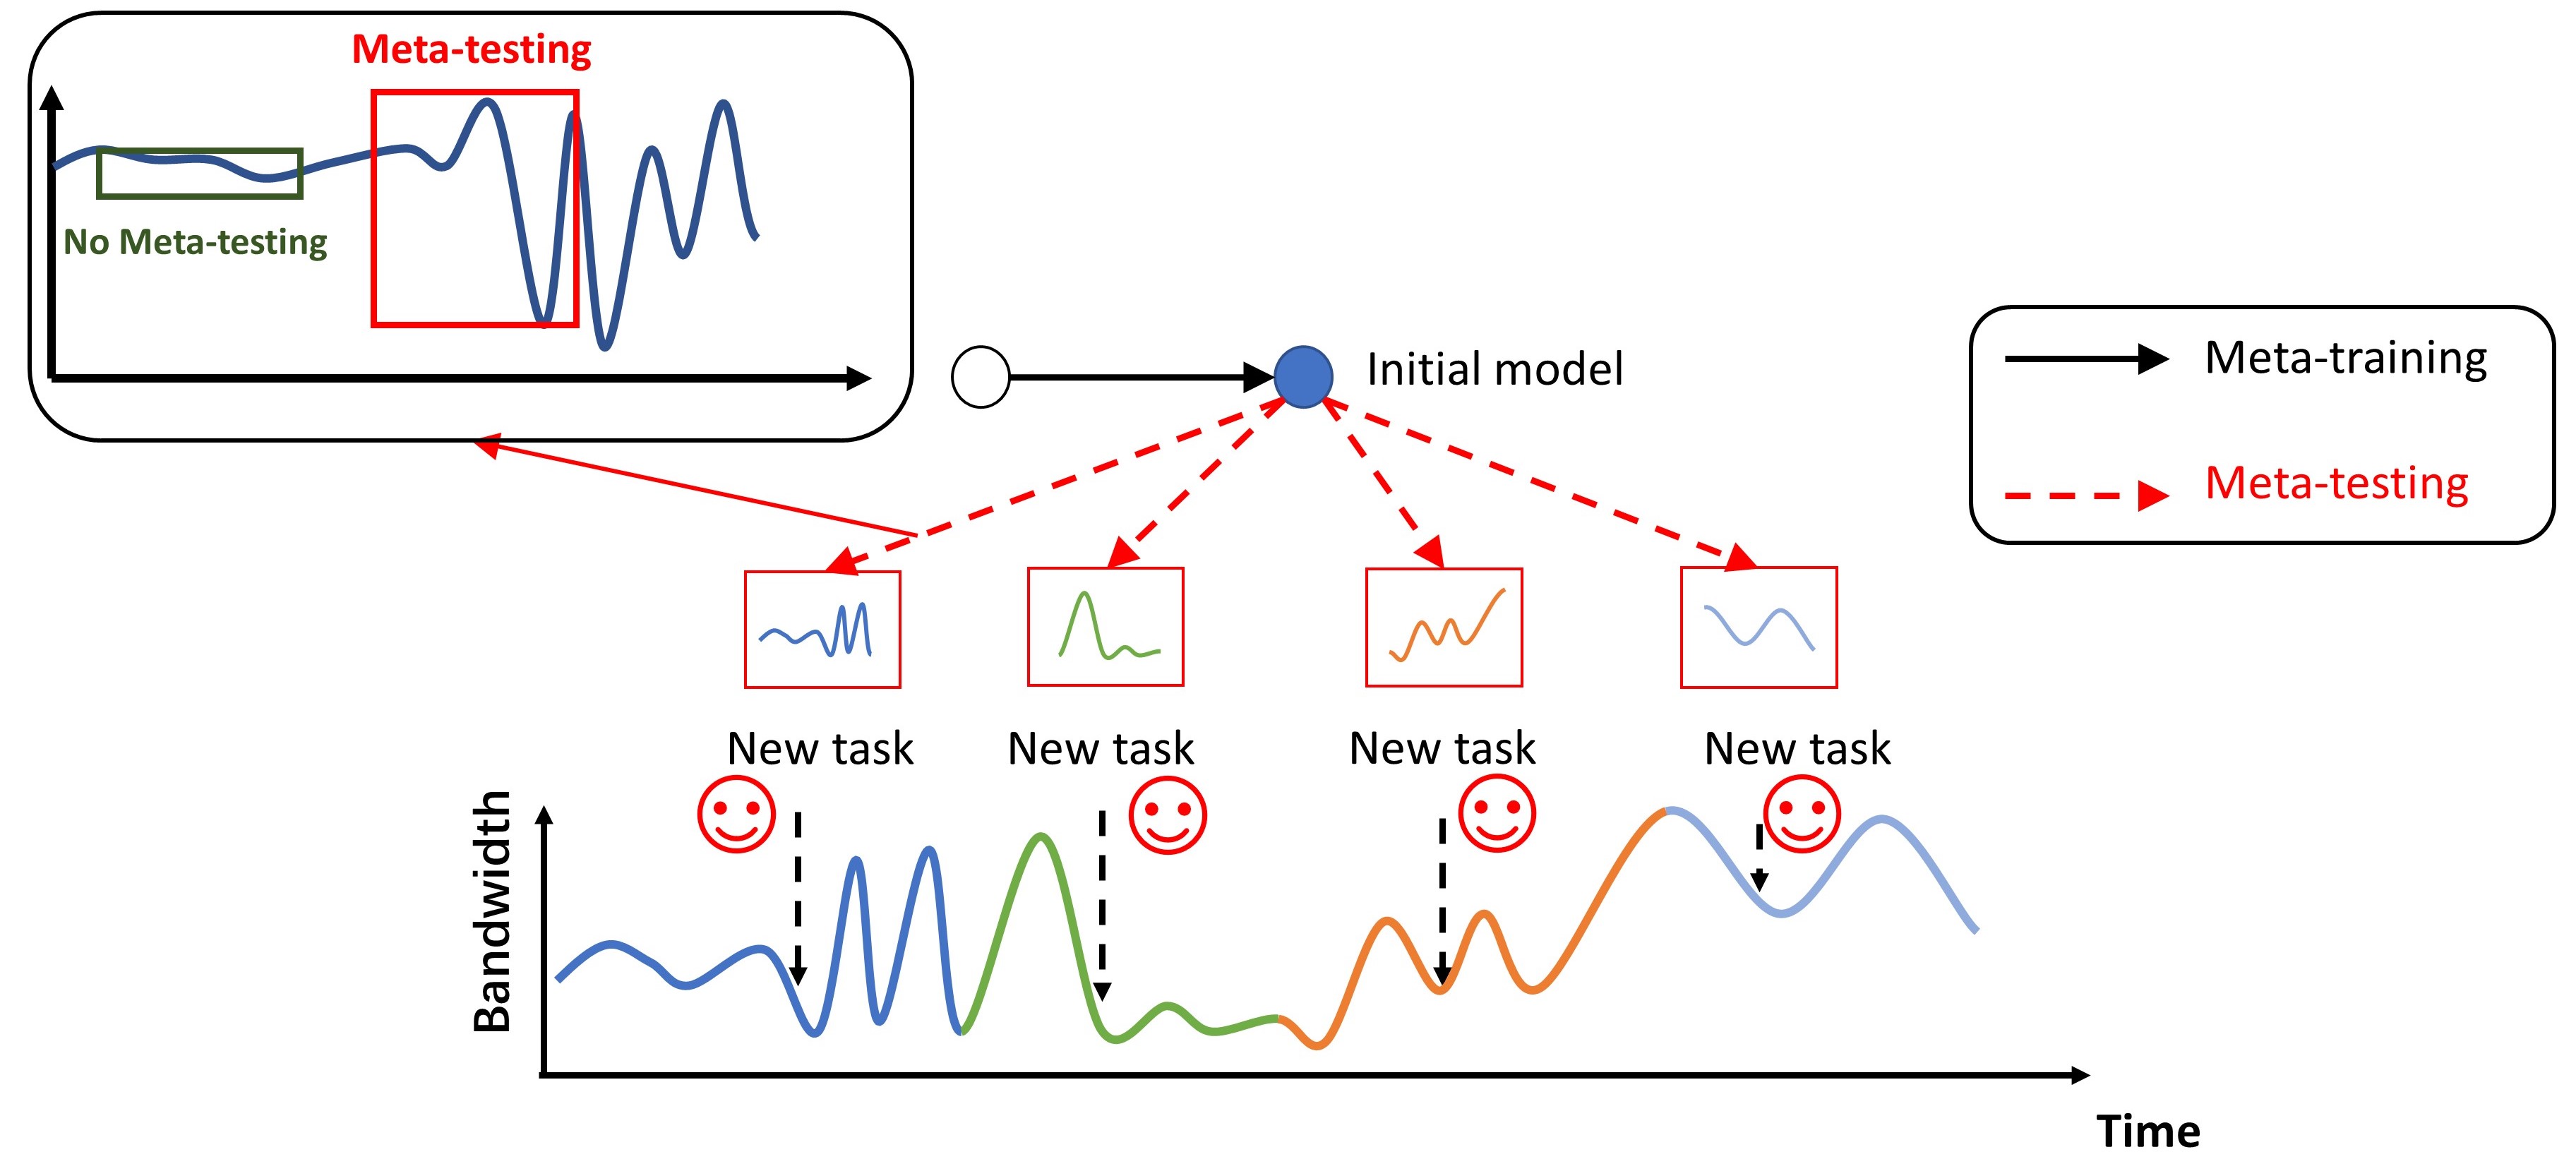 Meta-testing
No Meta-testing
Initial model
Meta-training
Meta-testing
New task
New task
New task
New task
Bandwidth
Time